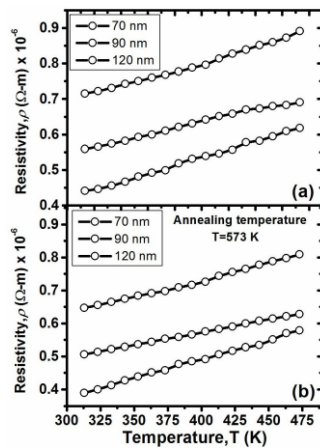 0.9
0.8
0.7
0.6
0.5
0.4
Resistivity,ρ (Ω-m) x 10⁻⁶
70 nm
90 nm
120 nm
(a)
0.8
0.7
0.6
0.5
0.4
Resistivity,ρ (Ω-m) x 10⁻⁶
70 nm
90 nm
120 nm
Annealing temperature
T=573 K
(b)
300 325 350 375 400 425 450 475 500
Temperature,T (K)